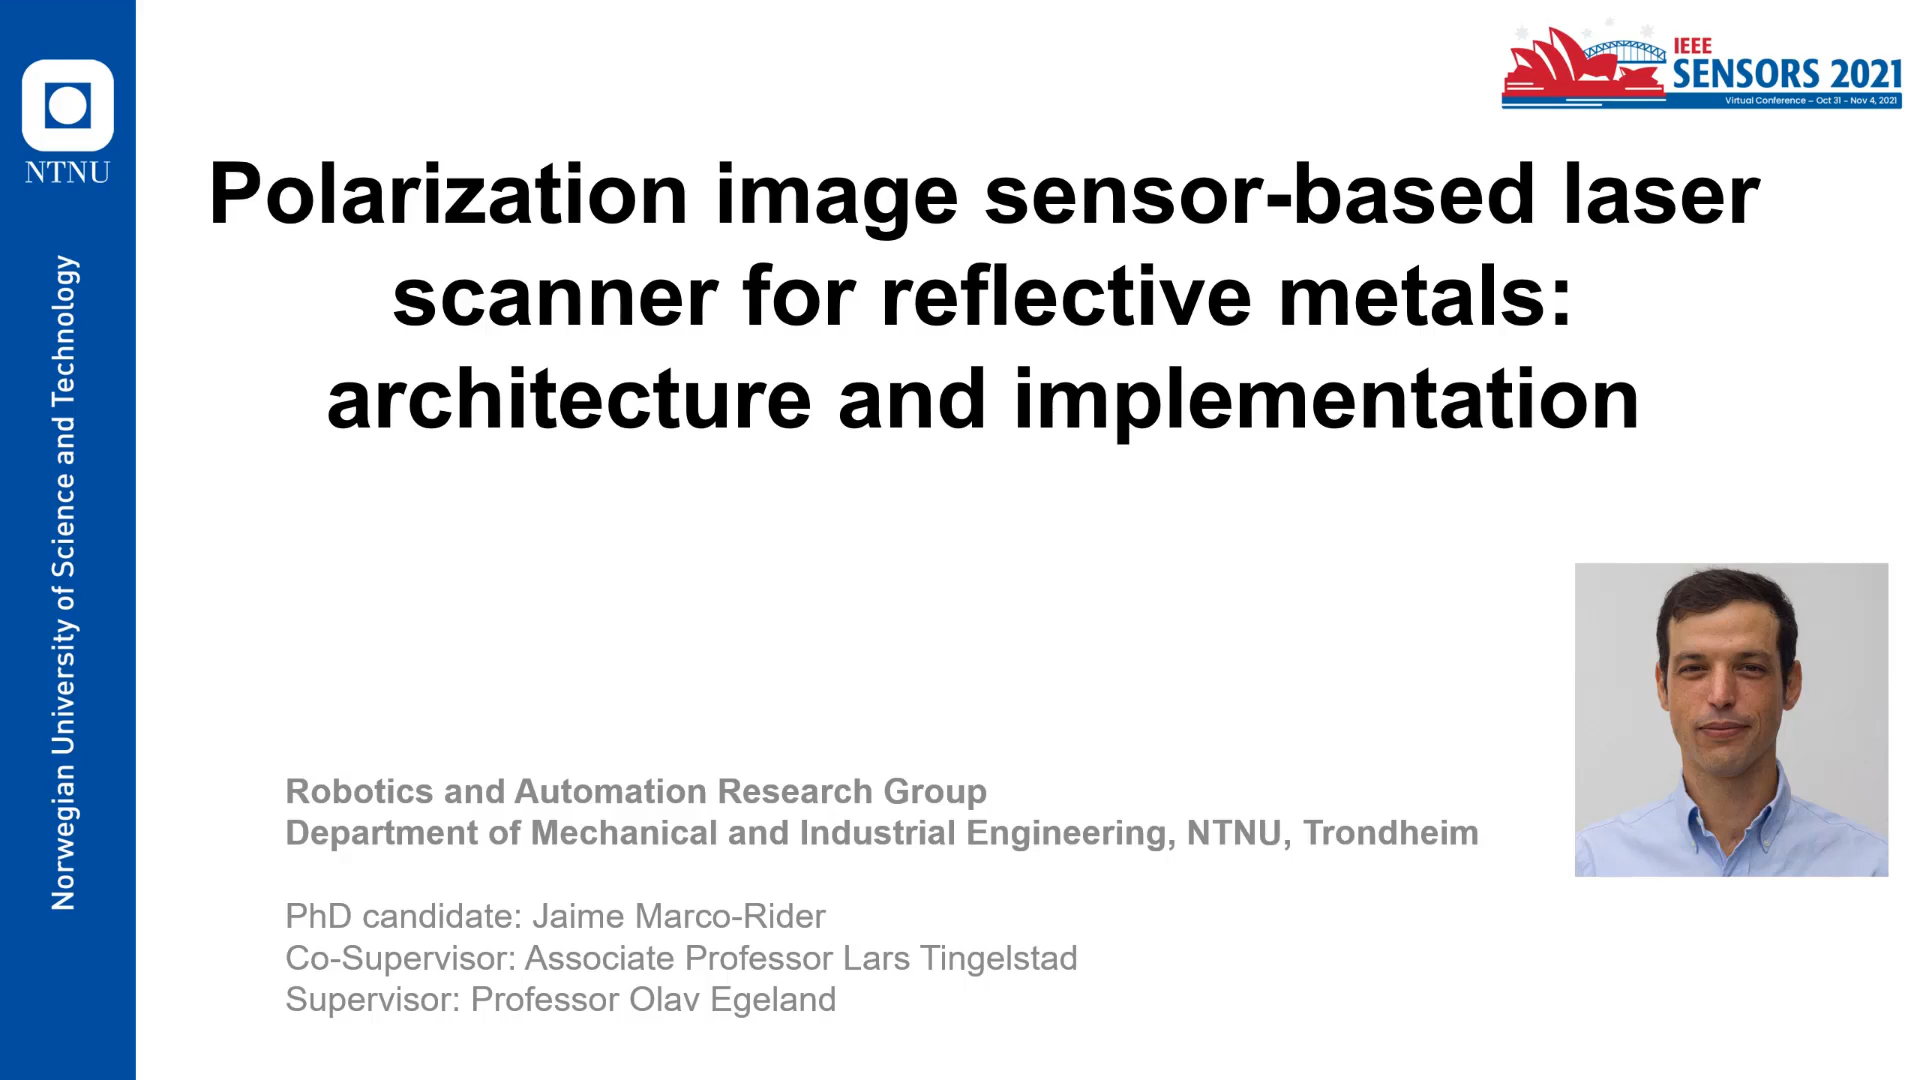 IEEE
SENSORS 2021
Virtual Conference – Oct 31 – Nov 4, 2021
NTNU
Norwegian University of Science and Technology
Polarization image sensor-based laser
scanner for reflective metals:
architecture and implementation
Robotics and Automation Research Group
Department of Mechanical and Industrial Engineering, NTNU, Trondheim
PhD candidate: Jaime Marco-Rider
Co-Supervisor: Associate Professor Lars Tingelstad
Supervisor: Professor Olav Egeland